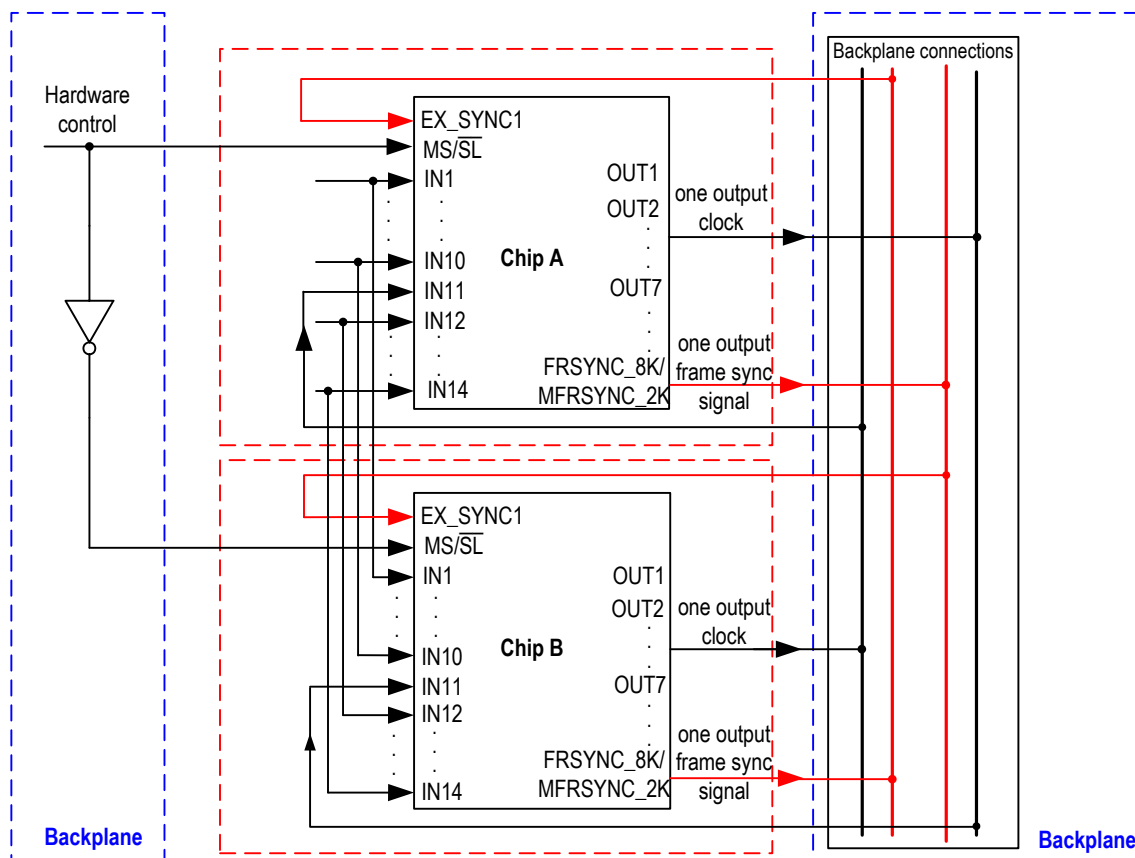 Backplane connections
Hardware
control
EX_SYNC1
MS/SL
IN1
IN10
IN11
IN12
IN14
Chip A
OUT1
OUT2
OUT7
FRSYNC_8K/
MFRSYNC_2K
one output
clock
one output
frame sync
signal
EX_SYNC1
MS/SL
IN1
IN10
IN11
IN12
IN14
Chip B
OUT1
OUT2
OUT7
FRSYNC_8K/
MFRSYNC_2K
one output
clock
one output
frame sync
signal
Backplane
Backplane